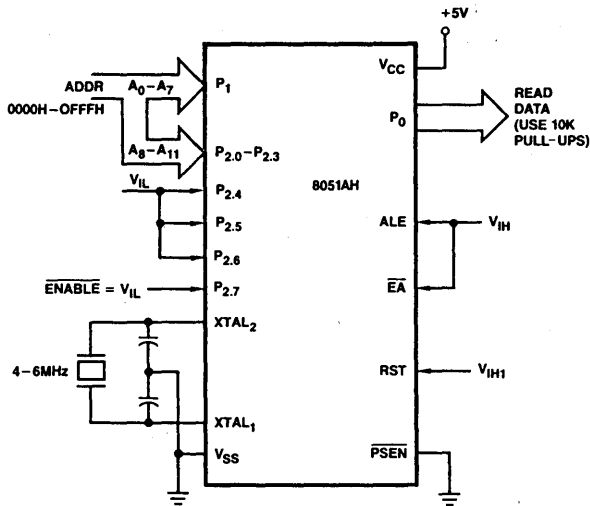 +5V
VCC
ADDR
0000H-OFFFH
A0-A7
P1
A8-A11
P2.0-P2.3
P0
READ
DATA
(USE 10K
PULL-UPS)
8051AH
VIL
P2.4
P2.5
P2.6
ALE
VIH
EA
ENABLE = VIL
P2.7
XTAL2
4-6MHz
XTAL1
RST
VIH1
VSS
PSEN